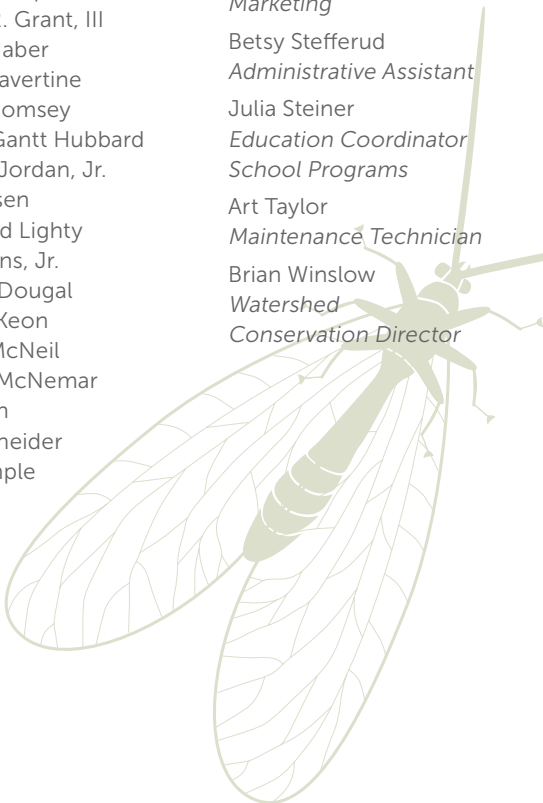 . Grant, III
aber
avertine
omsey
Gantt Hubbard
Jordan, Jr.
sen
d Lighty
ns, Jr.
Dougal
Keon
McNeil
McNemar
n
neider
nple
Marketing
Betsy Stefferud
Administrative Assistant
Julia Steiner
Education Coordinator
School Programs
Art Taylor
Maintenance Technician
Brian Winslow
Watershed
Conservation Director